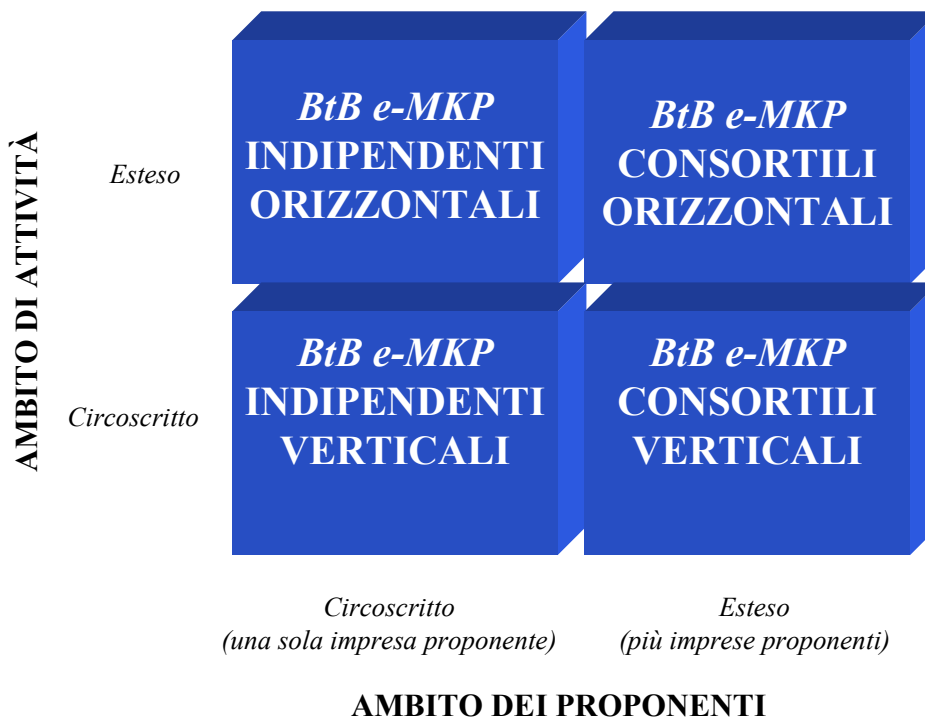 AMBITO DI ATTIVITÀ
Esteso
BtB e-MKP
INDIPENDENTI
ORIZZONTALI
BtB e-MKP
CONSORTILI
ORIZZONTALI
Circoscritto
BtB e-MKP
INDIPENDENTI
VERTICALI
BtB e-MKP
CONSORTILI
VERTICALI
Circoscritto
(una sola impresa proponente)
Esteso
(più imprese proponenti)
AMBITO DEI PROPONENTI